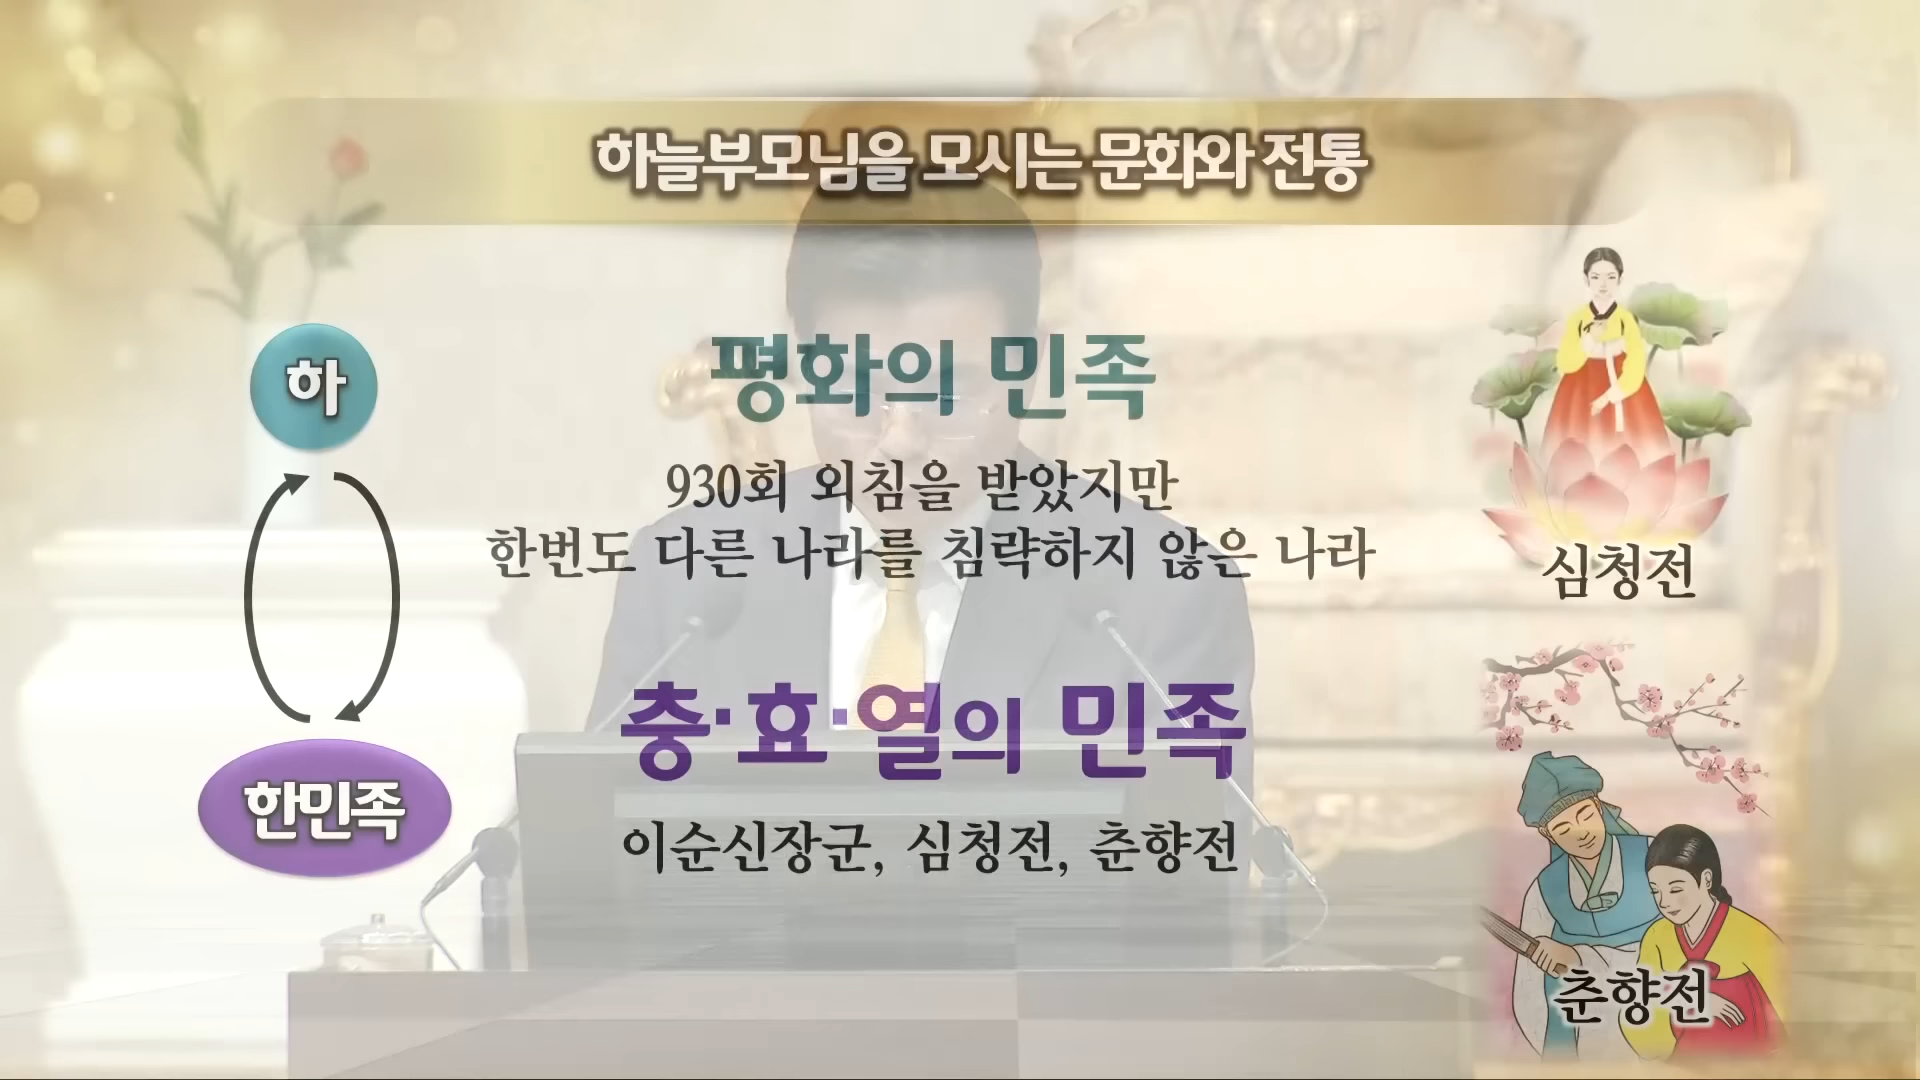 하늘부모님을 모시는 문화와 전통
하
평화의 민족
930회 외침을 받았지만
한번도 다른 나라를 침략하지 않은 나라
심청전
한민족
충·효·열의 민족
이순신장군, 심청전, 춘향전
춘향전